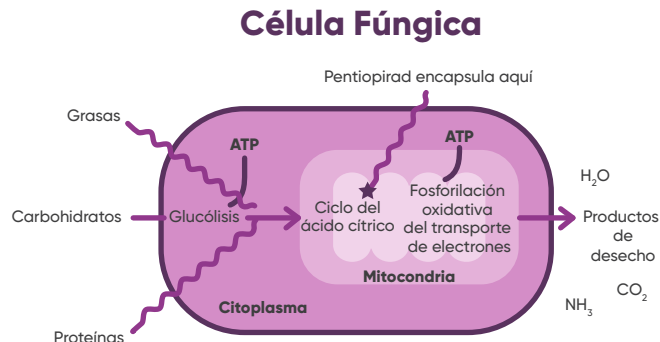 Célula Fúngica
Pentiopirad encapsula aquí
Grasas
ATP
ATP
H₂O
Carbohidratos
Glucólisis
Ciclo del
ácido cítrico
Fosforilación
oxidativa
del transporte
de electrones
Productos
de
desecho
Mitocondria
Citoplasma
CO₂
NH₃
Proteínas